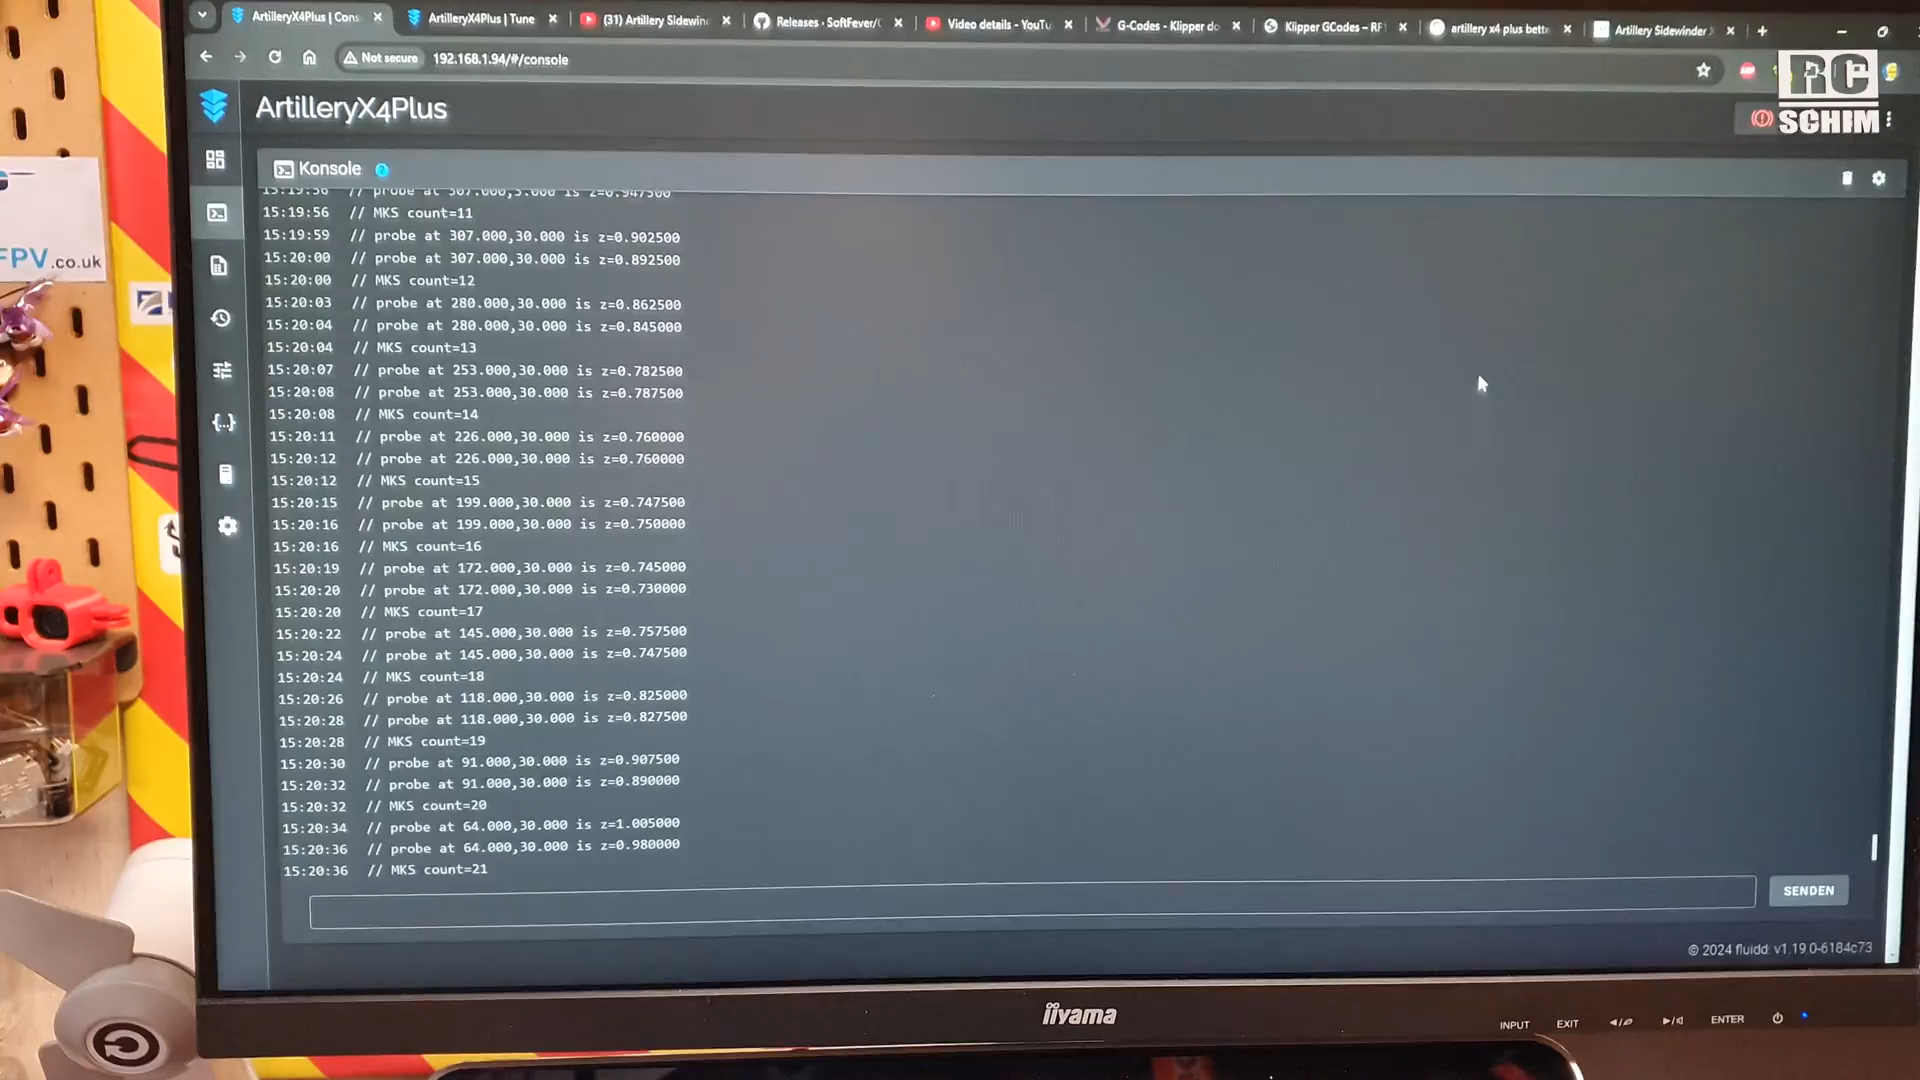 ArtilleryX4Plus | Cons
ArtilleryX4Plus | Tune
(31) Artillery Sidewin
Releases · SoftFever/
Video details - YouTu
G-Codes - Klipper do
Klipper GCodes – RF
artillery x4 plus bett
Artillery Sidewinder
Not secure
192.168.1.94/#/console
RC
SCHIM
ArtilleryX4Plus
Konsole
15:19:56 // probe at 307.000,3.000 is z=0.947500
15:19:56 // MKS count=11
15:19:59 // probe at 307.000,30.000 is z=0.902500
15:20:00 // probe at 307.000,30.000 is z=0.892500
15:20:00 // MKS count=12
15:20:03 // probe at 280.000,30.000 is z=0.862500
15:20:04 // probe at 280.000,30.000 is z=0.845000
15:20:04 // MKS count=13
15:20:07 // probe at 253.000,30.000 is z=0.782500
15:20:08 // probe at 253.000,30.000 is z=0.787500
15:20:08 // MKS count=14
15:20:11 // probe at 226.000,30.000 is z=0.760000
15:20:12 // probe at 226.000,30.000 is z=0.760000
15:20:12 // MKS count=15
15:20:15 // probe at 199.000,30.000 is z=0.747500
15:20:16 // probe at 199.000,30.000 is z=0.750000
15:20:16 // MKS count=16
15:20:19 // probe at 172.000,30.000 is z=0.745000
15:20:20 // probe at 172.000,30.000 is z=0.730000
15:20:20 // MKS count=17
15:20:22 // probe at 145.000,30.000 is z=0.757500
15:20:24 // probe at 145.000,30.000 is z=0.747500
15:20:24 // MKS count=18
15:20:26 // probe at 118.000,30.000 is z=0.825000
15:20:28 // probe at 118.000,30.000 is z=0.827500
15:20:28 // MKS count=19
15:20:30 // probe at 91.000,30.000 is z=0.907500
15:20:32 // probe at 91.000,30.000 is z=0.890000
15:20:32 // MKS count=20
15:20:34 // probe at 64.000,30.000 is z=1.005000
15:20:36 // probe at 64.000,30.000 is z=0.980000
15:20:36 // MKS count=21
SENDEN
© 2024 fluidd: v1.19.0-6184c73
FPV.co.uk
iiyama
INPUT
EXIT
ENTER